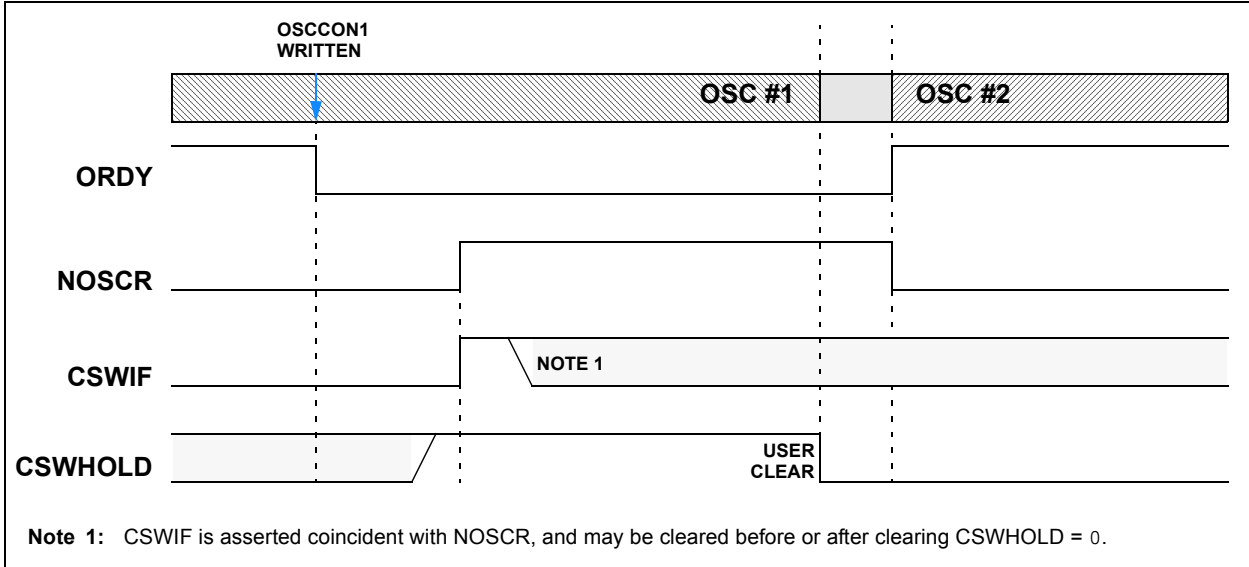 OSCCON1
WRITTEN
OSC #1
OSC #2
ORDY
NOSCR
CSWIF
NOTE 1
CSWHOLD
USER
CLEAR
Note 1: CSWIF is asserted coincident with NOSCR, and may be cleared before or after clearing CSWHOLD = 0.